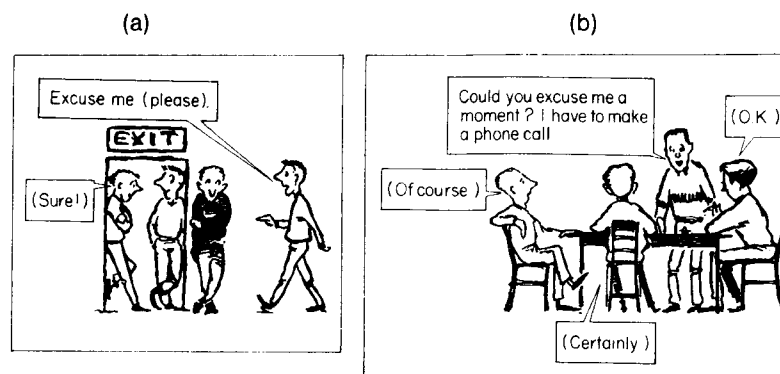 (a)
(b)
Excuse me (please).
EXIT
(Sure!)
Could you excuse me a
moment? I have to make
a phone call
(O.K.)
(Of course)
(Certainly)